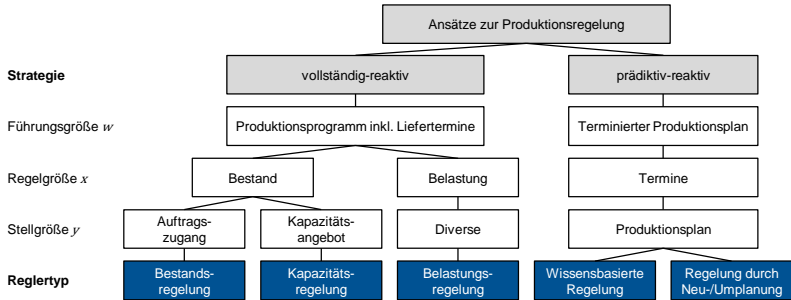 Ansätze zur Produktionsregelung
Strategie
vollständig-reaktiv
prädiktiv-reaktiv
Führungsgröße w
Produktionsprogramm inkl. Liefertermine
Terminierter Produktionsplan
Regelgröße x
Bestand
Belastung
Termine
Stellgröße y
Auftrags-
zugang
Kapazitäts-
angebot
Diverse
Produktionsplan
Reglertyp
Bestands-
regelung
Kapazitäts-
regelung
Belastungs-
regelung
Wissensbasierte
Regelung
Regelung durch
Neu-/Umplanung